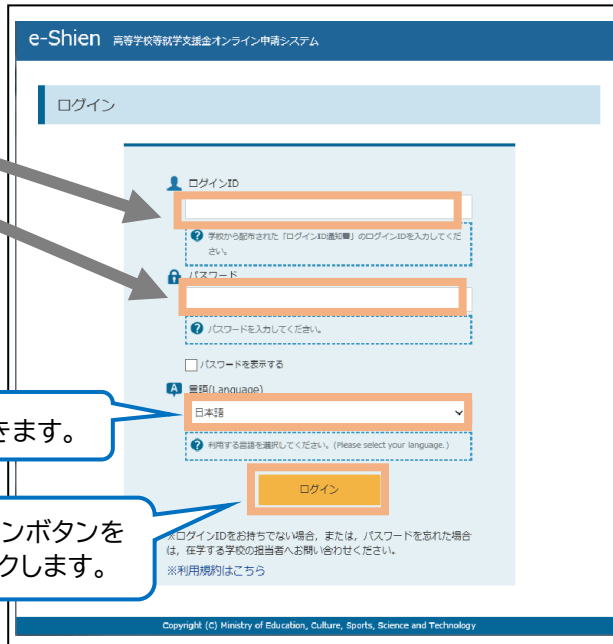 e-Shien 高等学校等就学支援金オンライン申請システム
ログイン
ログインID
学校から配布された「ログインID通知■」のログインIDを入力してくだ
さい。
パスワード
パスワードを入力してください。
パスワードを表示する
言語(Language)
日本語
きます。
利用する言語を選択してください。(Please select your language.)
ログイン
ンボタンを
クします。
※ログインIDをお持ちでない場合，または，パスワードを忘れた場合
は，在学する学校の担当者へお問い合わせください。
※利用規約はこちら
Copyright (C) Ministry of Education, Culture, Sports, Science and Technology